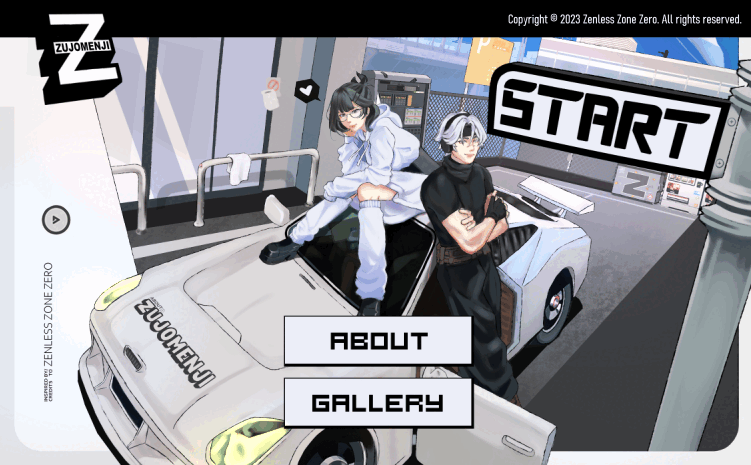 Copyright © 2023 Zenless Zone Zero. All rights reserved.
Z
ZUJOMENJI
START
P
Z
ZUJOMENJI
INSPIRED BY/
CREDITS TO
ZENLESS ZONE ZERO
ABOUT
GALLERY